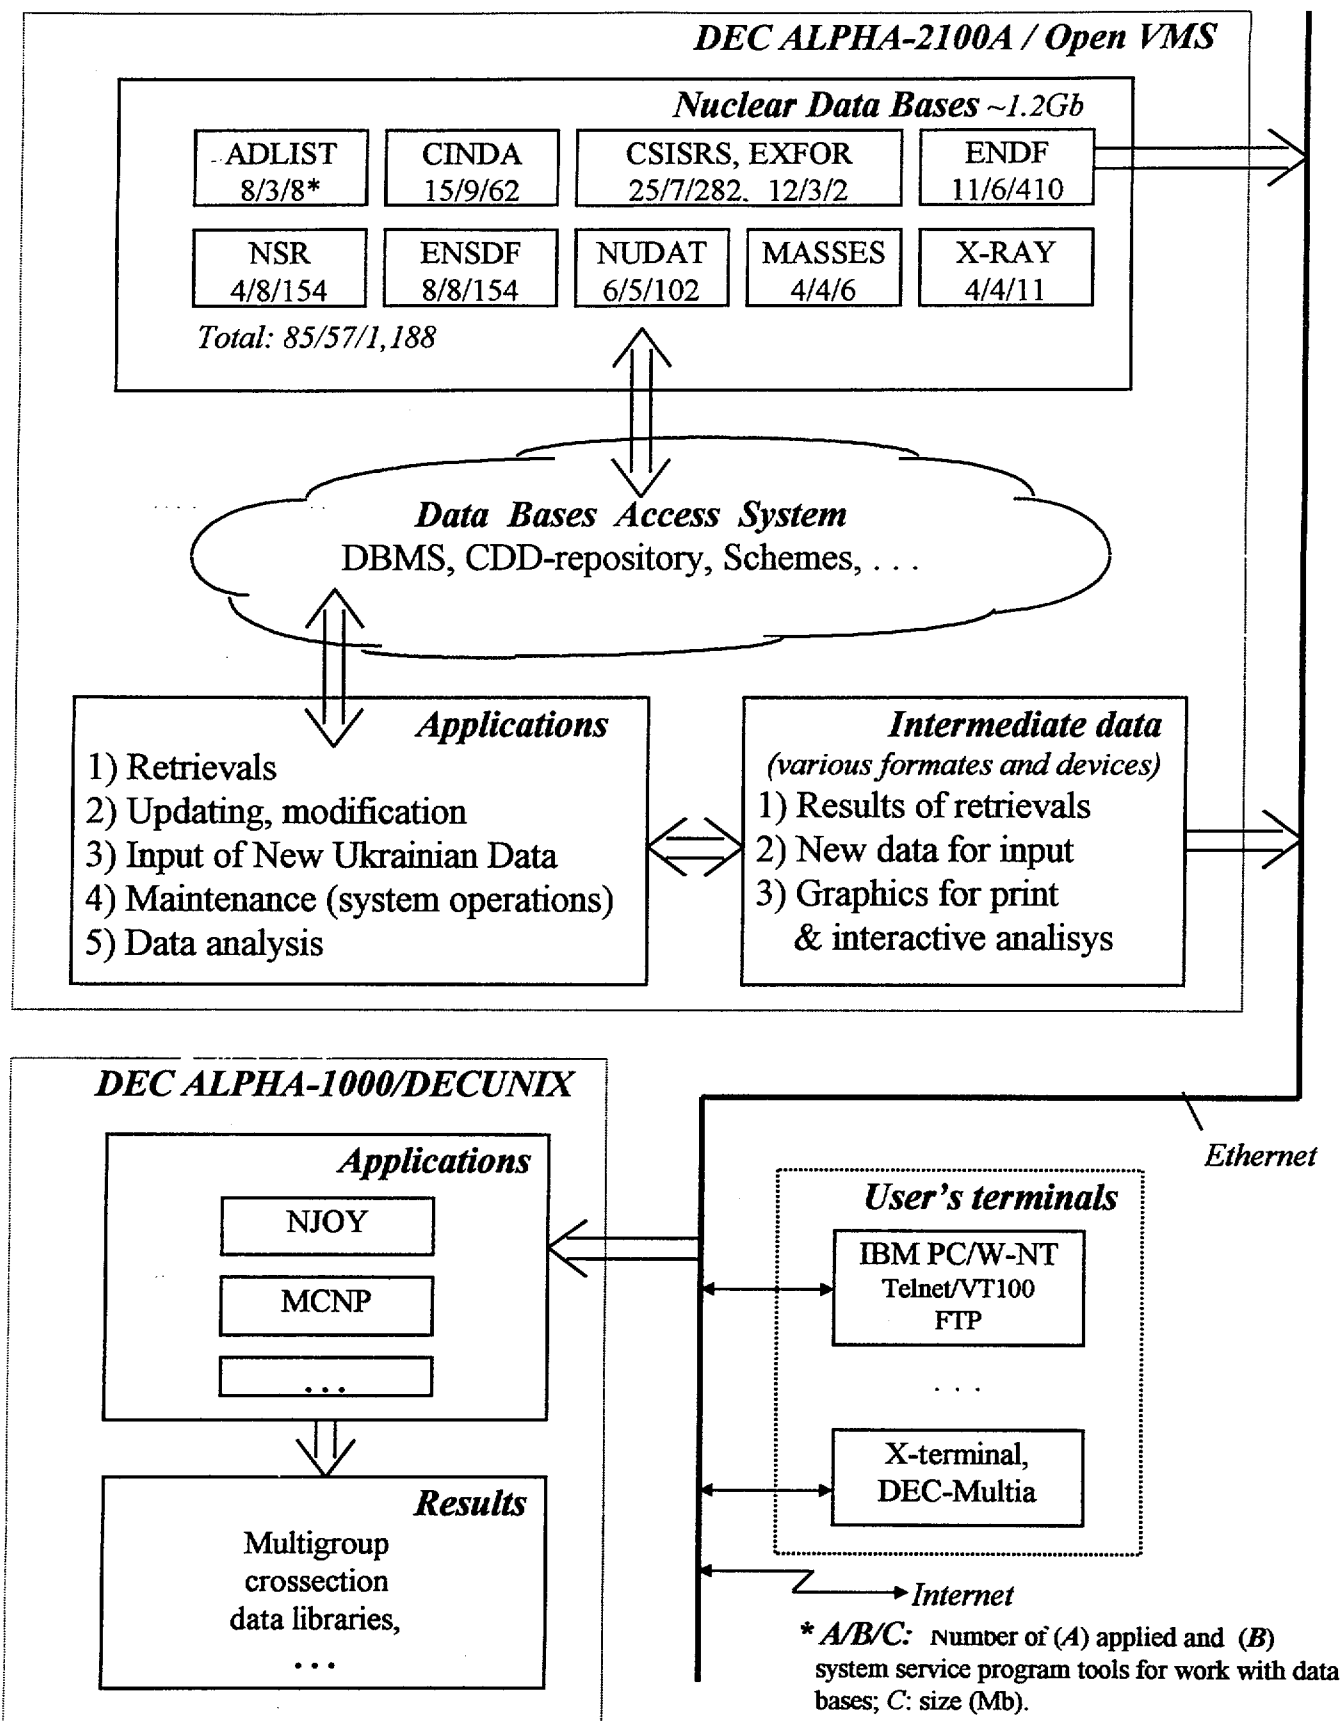 DEC ALPHA-2100A / Open VMS
Nuclear Data Bases ~1.2Gb
ADLIST
8/3/8*
CINDA
15/9/62
CSISRS, EXFOR
25/7/282. 12/3/2
ENDF
11/6/410
NSR
4/8/154
ENSDF
8/8/154
NUDAT
6/5/102
MASSES
4/4/6
X-RAY
4/4/11
Total: 85/57/1,188
Data Bases Access System
DBMS, CDD-repository, Schemes, . . .
Applications
1) Retrievals
2) Updating, modification
3) Input of New Ukrainian Data
4) Maintenance (system operations)
5) Data analysis
Intermediate data
(various formates and devices)
1) Results of retrievals
2) New data for input
3) Graphics for print
& interactive analisys
DEC ALPHA-1000/DECUNIX
Applications
NJOY
MCNP
. . .
Results
Multigroup
crossection
data libraries,
. . .
Ethernet
User's terminals
IBM PC/W-NT
Telnet/VT100
FTP
. . .
X-terminal,
DEC-Multia
Internet
* A/B/C: Number of (A) applied and (B)
system service program tools for work with data
bases; C: size (Mb).